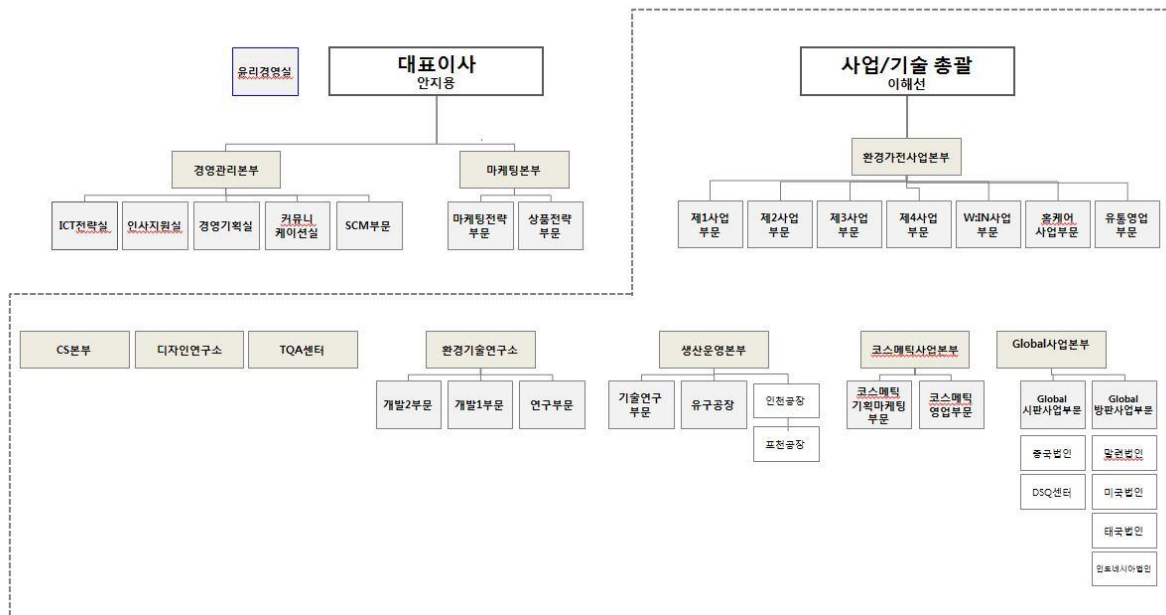 윤리경영실
대표이사
안지용
사업/기술 총괄
이해선
경영관리본부
마케팅본부
환경가전사업본부
ICT전략실
인사지원실
경영기획실
커뮤니
케이션실
SCM부문
마케팅전략
부문
상품전략
부문
제1사업
부문
제2사업
부문
제3사업
부문
제4사업
부문
W:IN사업
부문
홈케어
사업부문
유통영업
부문
CS본부
디자인연구소
TQA센터
환경기술연구소
생산운영본부
코스메틱사업본부
Global사업본부
개발2부문
개발1부문
연구부문
기술연구
부문
유구공장
인천공장
포천공장
코스메틱
기획마케팅
부문
코스메틱
영업부문
Global
시판사업부문
Global
방판사업부문
중국법인
DSQ센터
말련법인
미국법인
태국법인
인도네시아법인